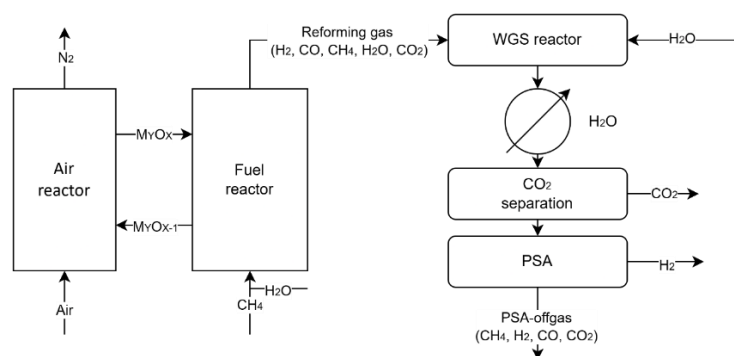 N₂
Air
reactor
Air
MYOX
MYOX-1
Fuel
reactor
CH₄
H₂O
Reforming gas
(H₂, CO, CH₄, H₂O, CO₂)
WGS reactor
H₂O
H₂O
CO₂
separation
CO₂
PSA
H₂
PSA-offgas
(CH₄, H₂, CO, CO₂)